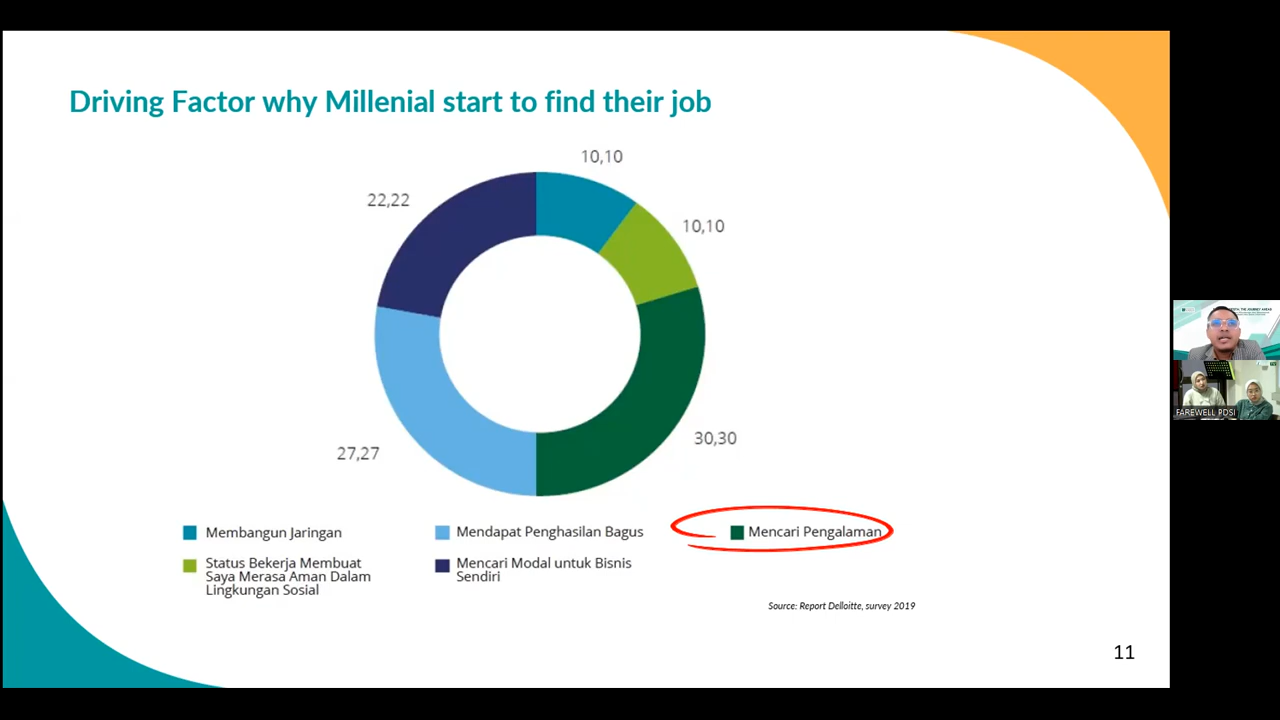 Driving Factor why Millenial start to find their job
10,10
22,22
10,10
30,30
27,27
Membangun Jaringan
Mendapat Penghasilan Bagus
Mencari Pengalaman
Status Bekerja Membuat
Saya Merasa Aman Dalam
Lingkungan Sosial
Mencari Modal untuk Bisnis
Sendiri
Source: Report Delloitte, survey 2019
11
FAREWELL PDSI